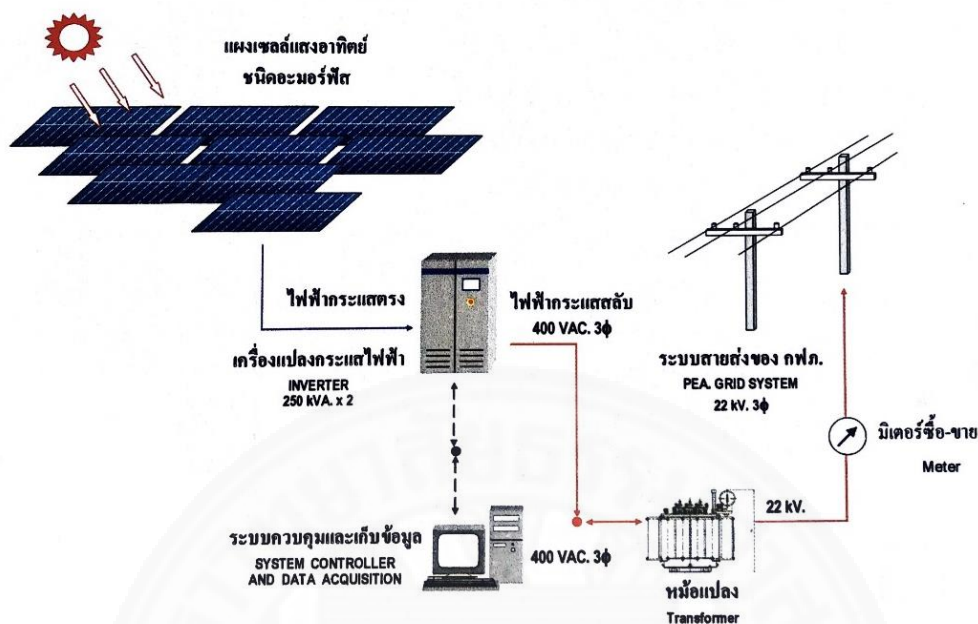 แผงเซลล์แสงอาทิตย์
ชนิดอะมอร์ฟัส
ไฟฟ้ากระแสตรง
เครื่องแปลงกระแสไฟฟ้า
INVERTER
250 kVA. x 2
ไฟฟ้ากระแสสลับ
400 VAC. 3ϕ
ระบบสายส่งของ กฟภ.
PEA. GRID SYSTEM
22 kV. 3ϕ
มิเตอร์ซื้อ-ขาย
Meter
ระบบควบคุมและเก็บข้อมูล
SYSTEM CONTROLLER
AND DATA ACQUISITION
400 VAC. 3ϕ
22 kV.
หม้อแปลง
Transformer